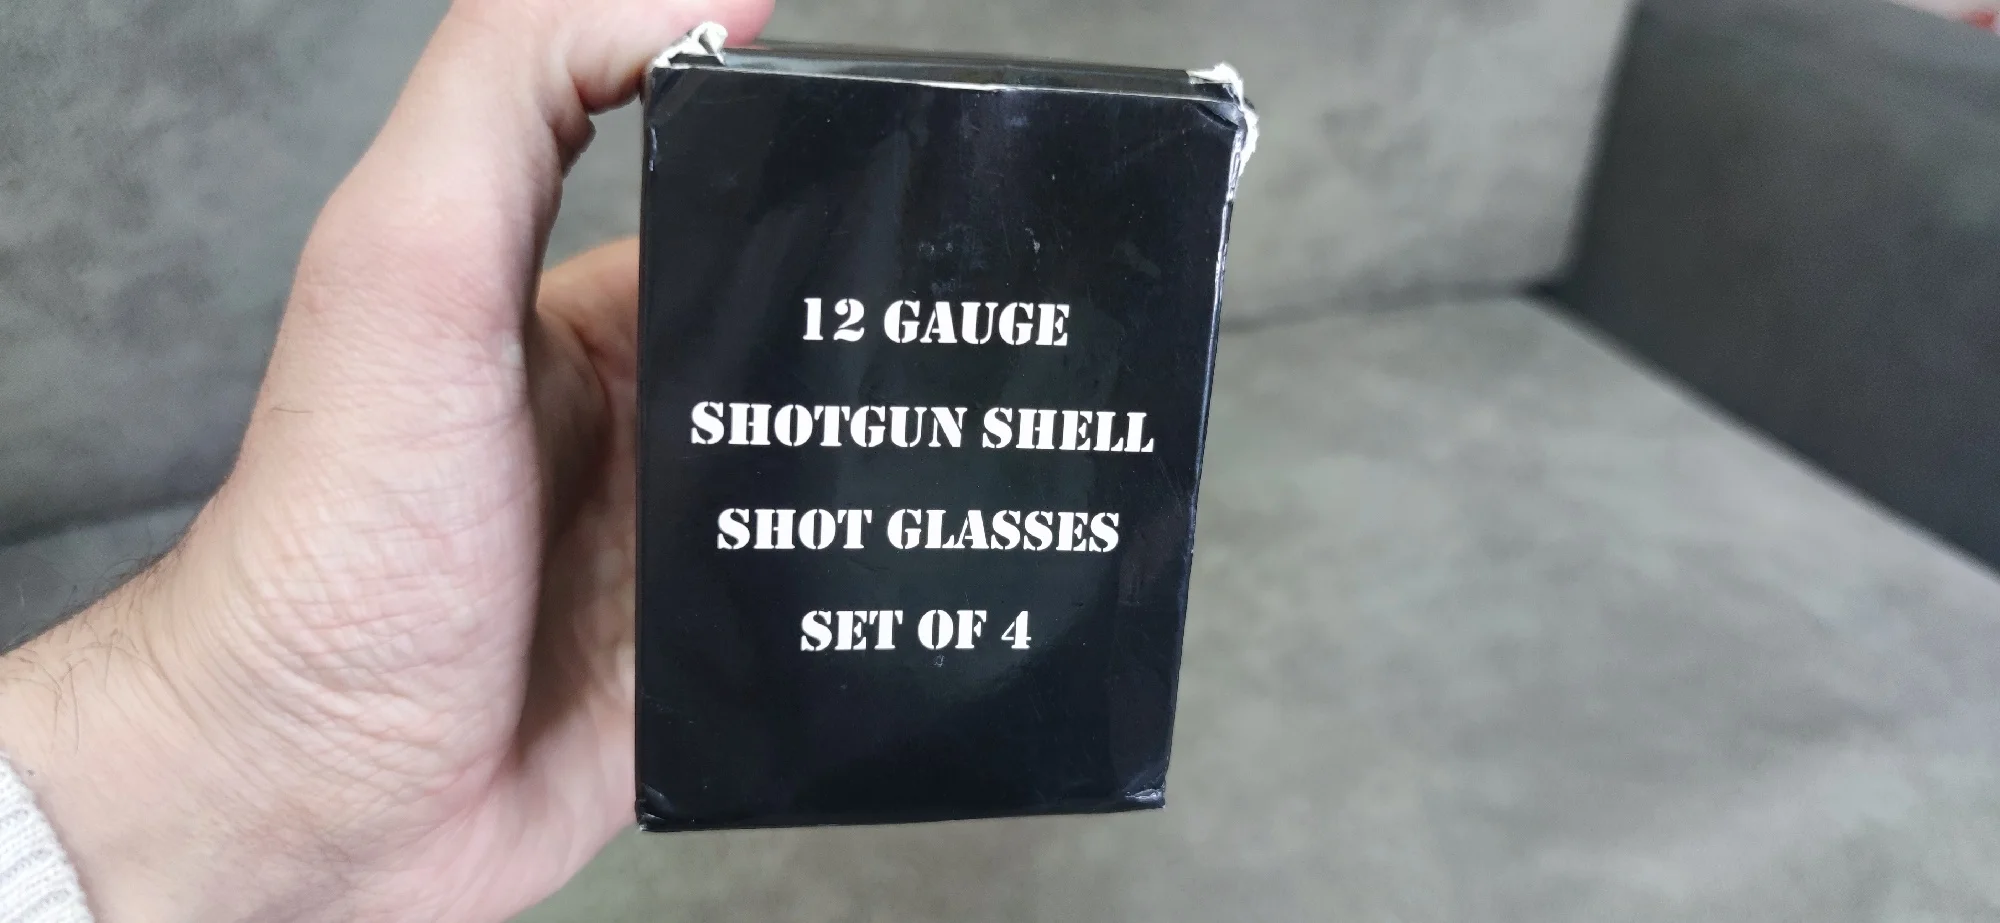 12 GAUGE
SHOTGUN SHELL
SHOT GLASSES
SET OF 4